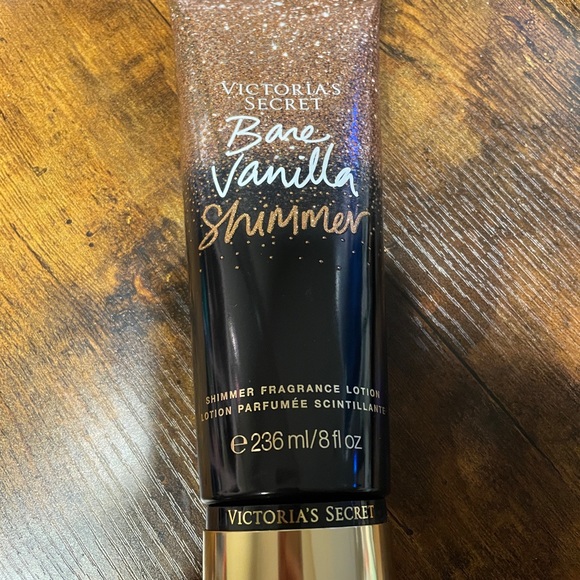 VICTORIA'S
SECRET
Bare
Vanilla
Shimmer
SHIMMER FRAGRANCE LOTION
LOTION PARFUMÉE SCINTILLANTE
℮ 236 ml/8 fl oz
VICTORIA'S SECRET